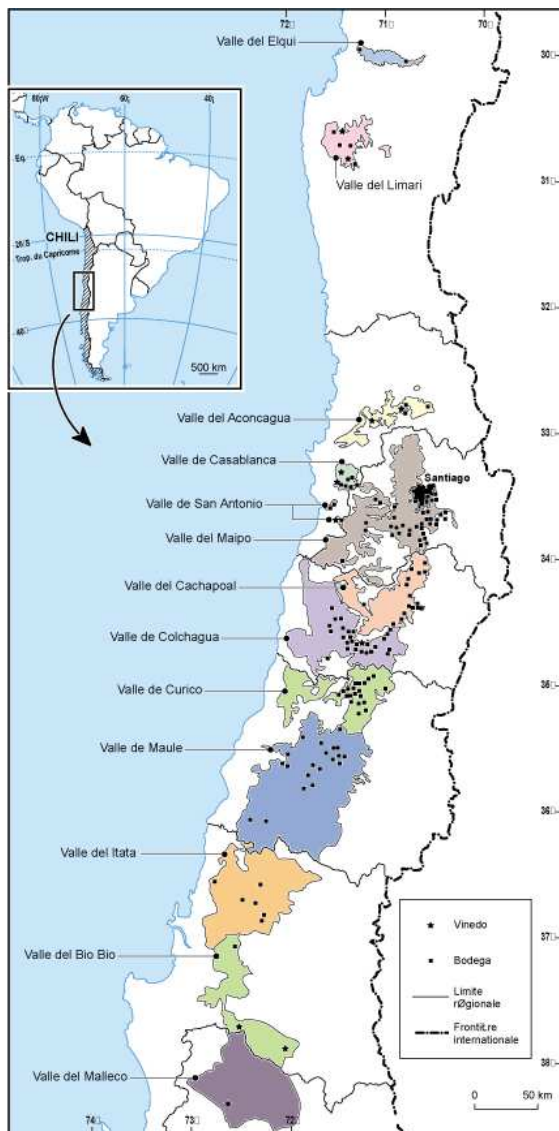 72□ 71□ 70□
Valle del Elqui
30□
80□W 60□ 40□
Eq.
CHILI
Trop. du Capricorne
40□
500 km
Valle del Limari
31□
32□
Valle del Aconcagua
33□
Valle de Casablanca
Santiago
Valle de San Antonio
Valle del Maipo
34□
Valle del Cachapoal
Valle de Colchagua
35□
Valle de Curico
Valle de Maule
36□
Valle del Itata
37□
Valle del Bio Bio
38□
Valle del Malleco
74□ 73□ 72□
Vinedo
Bodega
Limite
rØgionale
FrontiŁre
internationale
0 50 km